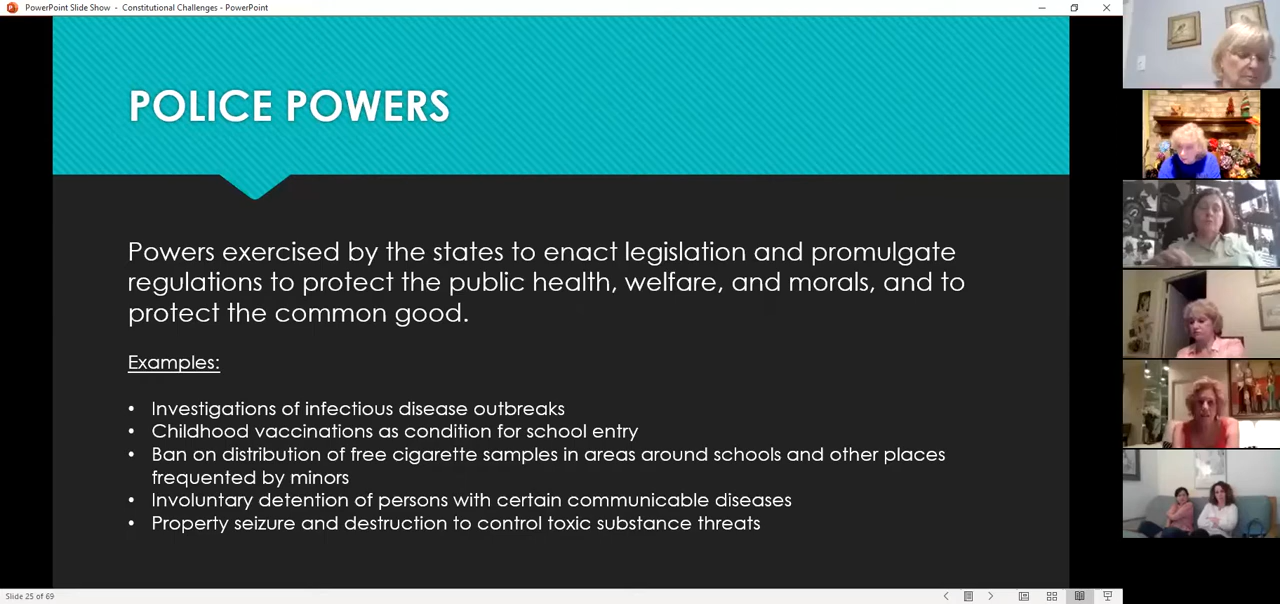 PowerPoint Slide Show - Constitutional Challenges - PowerPoint
POLICE POWERS
Powers exercised by the states to enact legislation and promulgate
regulations to protect the public health, welfare, and morals, and to
protect the common good.
Examples:
• Investigations of infectious disease outbreaks
• Childhood vaccinations as condition for school entry
• Ban on distribution of free cigarette samples in areas around schools and other places
frequented by minors
• Involuntary detention of persons with certain communicable diseases
• Property seizure and destruction to control toxic substance threats
Slide 25 of 69